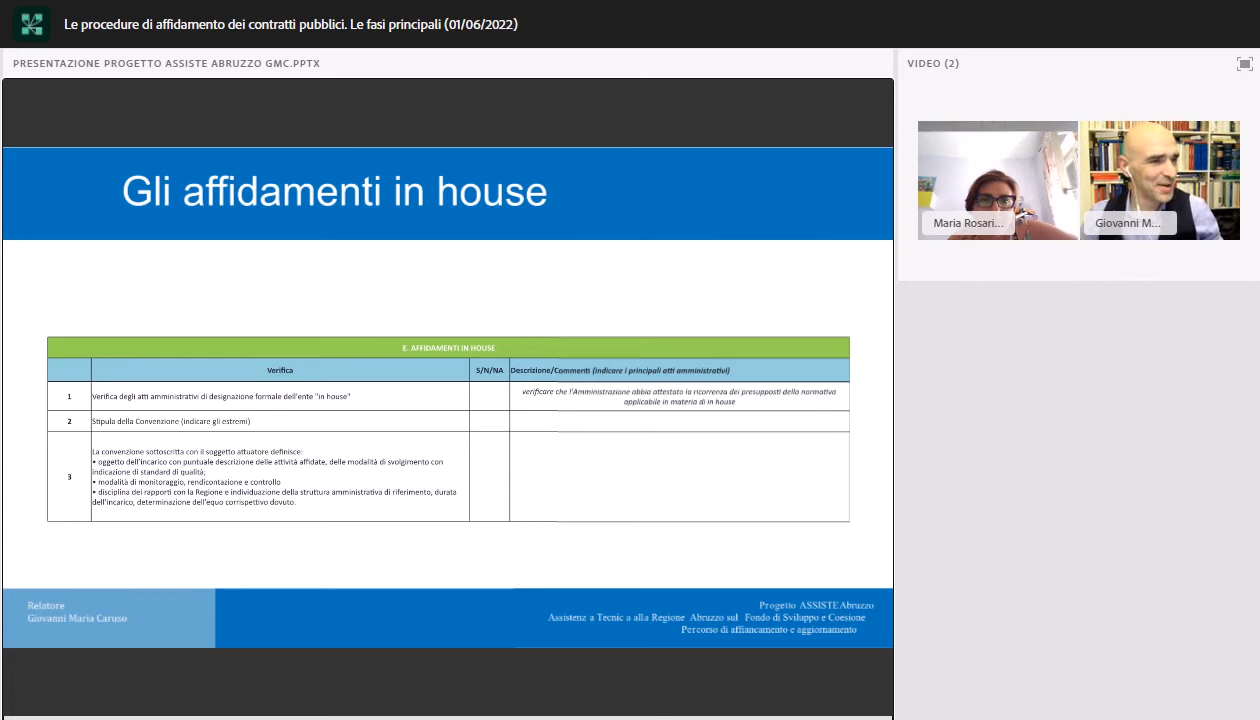 Le procedure di affidamento dei contratti pubblici. Le fasi principali (01/06/2022)
PRESENTAZIONE PROGETTO ASSISTE ABRUZZO GMC.PPTX
VIDEO (2)
Maria Rosari...
Giovanni M...
Gli affidamenti in house
E. AFFIDAMENTI IN HOUSE
Verifica
S/N/NA
Descrizione/Commenti (indicare i principali atti amministrativi)
1
Verifica degli atti amministrativi di designazione formale dell'ente "in house"
verificare che l'Amministrazione abbia attestato la ricorrenza dei presupposti della normativa
applicabile in materia di in house
2
Stipula della Convenzione (indicare gli estremi)
3
La convenzione sottoscritta con il soggetto attuatore definisce:
• oggetto dell'incarico con puntuale descrizione delle attività affidate, delle modalità di svolgimento con
indicazione di standard di qualità;
• modalità di monitoraggio, rendicontazione e controllo
• disciplina dei rapporti con la Regione e individuazione della struttura amministrativa di riferimento, durata
dell'incarico, determinazione dell'equo corrispettivo dovuto.
Relatore
Giovanni Maria Caruso
Progetto ASSISTE Abruzzo
Assistenz a Tecnic a alla Regione Abruzzo sul Fondo di Sviluppo e Coesione
Percorso di affiancamento e aggiornamento